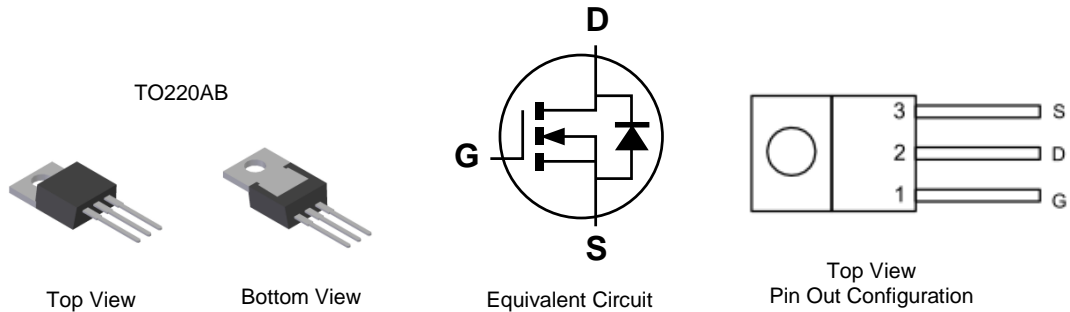 TO220AB
Top View
Bottom View
D
G
S
Equivalent Circuit
3 S
2 D
1 G
Top View
Pin Out Configuration